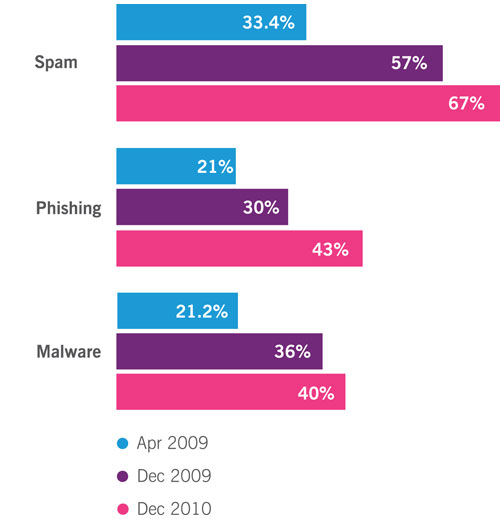 33.4%
Spam 57%
67%
21%
Phishing 30%
43%
21.2%
Malware 36%
40%
Apr 2009
Dec 2009
Dec 2010